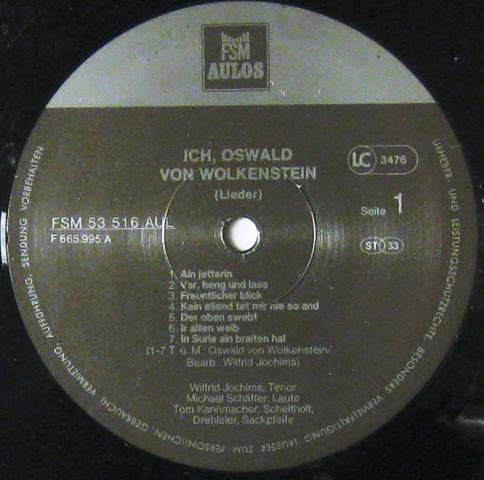 FSM
AULOS
ICH, OSWALD
VON WOLKENSTEIN
(Lieder)
LC 3476
Seite 1
FSM 53 516 AUL
F 665.995 A
ST 33
1. Ain jetterin
2. Var, heng und lass
3. Freuntlicher blick
4. Kain ellend tet mir nie so and
5. Der oben swebt
6. Ir alten weib
7. In Suria ain braiten hal
(1-7 T. u. M.: Oswald von Wolkenstein/
Bearb.: Wilfrid Jochims)
Wilfrid Jochims, Tenor
Michael Schäffer, Laute
Tom Kannmacher, Scheitholt,
Drehleier, Sackpfeife
URHEBER- UND LEISTUNGSSCHUTZRECHTE, BESONDERS VERVIELFÄLTIGUNG (AUSSER ZUM PERSÖNLICHEN GEBRAUCH) VERMIETUNG, AUFFÜHRUNG, SENDUNG VORBEHALTEN